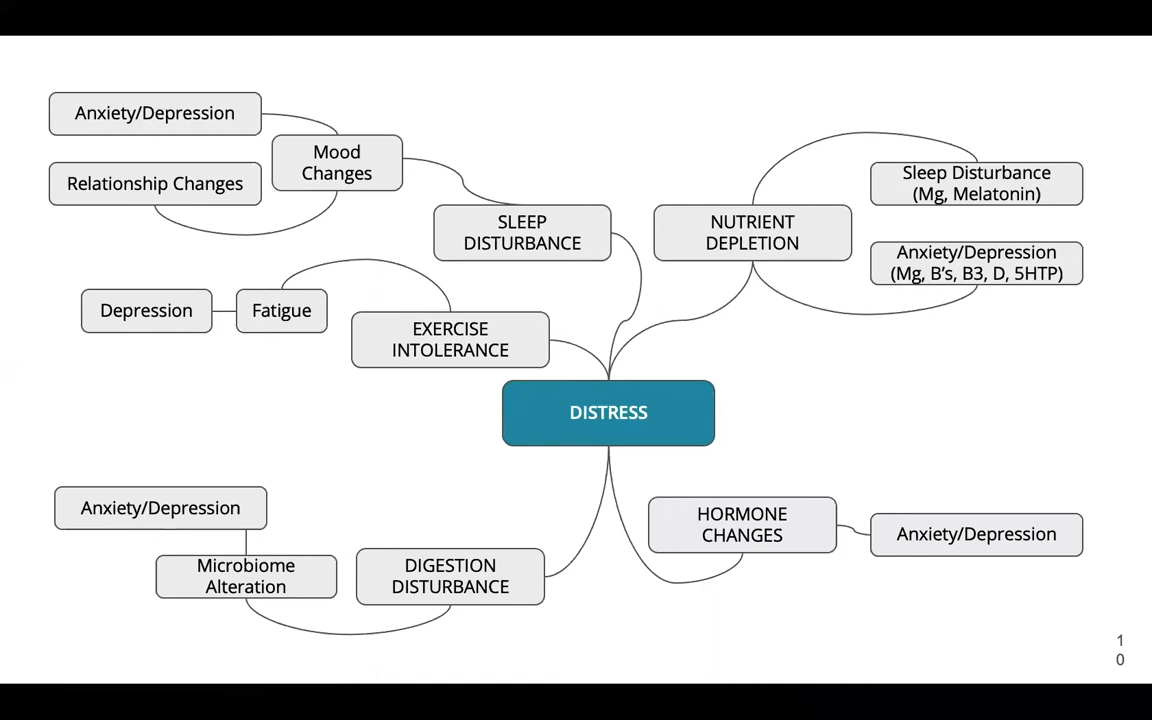 Anxiety/Depression
Mood
Changes
Relationship Changes
SLEEP
DISTURBANCE
NUTRIENT
DEPLETION
Sleep Disturbance
(Mg, Melatonin)
Anxiety/Depression
(Mg, B’s, B3, D, 5HTP)
Depression
Fatigue
EXERCISE
INTOLERANCE
DISTRESS
Anxiety/Depression
Microbiome
Alteration
DIGESTION
DISTURBANCE
HORMONE
CHANGES
Anxiety/Depression
1
0